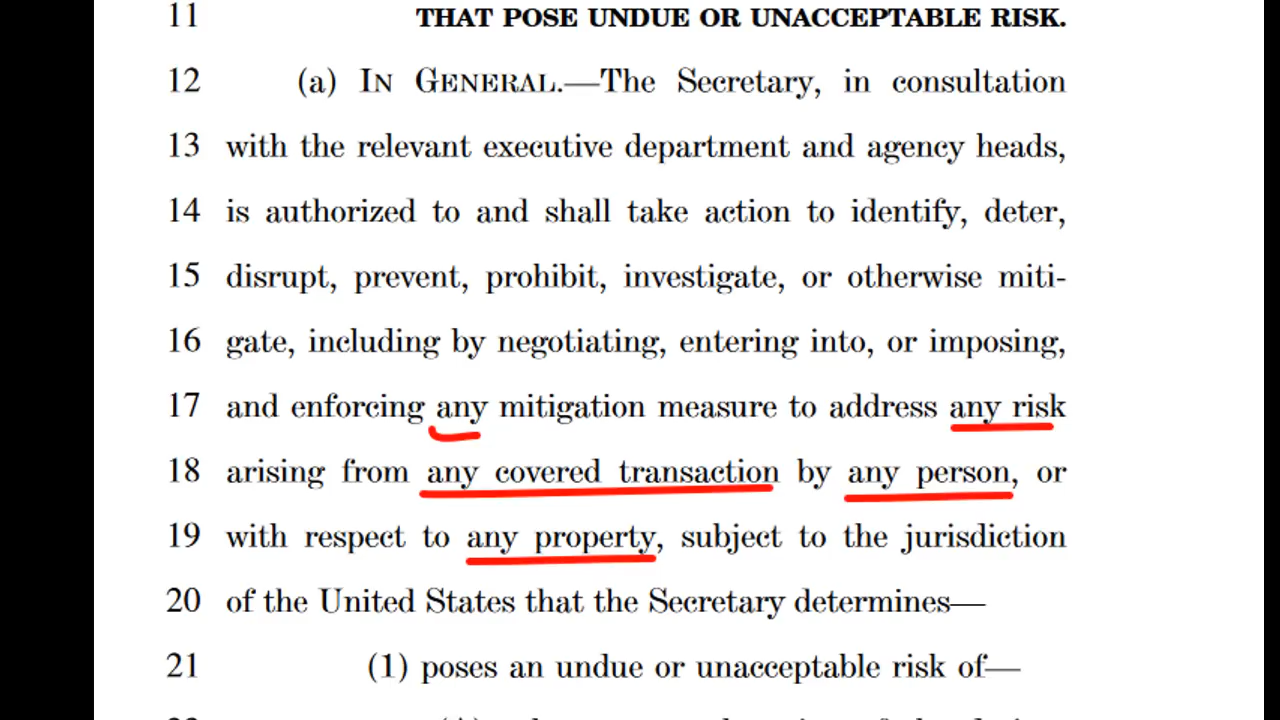 11 THAT POSE UNDUE OR UNACCEPTABLE RISK.
12 (a) IN GENERAL.—The Secretary, in consultation
13 with the relevant executive department and agency heads,
14 is authorized to and shall take action to identify, deter,
15 disrupt, prevent, prohibit, investigate, or otherwise miti-
16 gate, including by negotiating, entering into, or imposing,
17 and enforcing any mitigation measure to address any risk
18 arising from any covered transaction by any person, or
19 with respect to any property, subject to the jurisdiction
20 of the United States that the Secretary determines—
21 (1) poses an undue or unacceptable risk of—